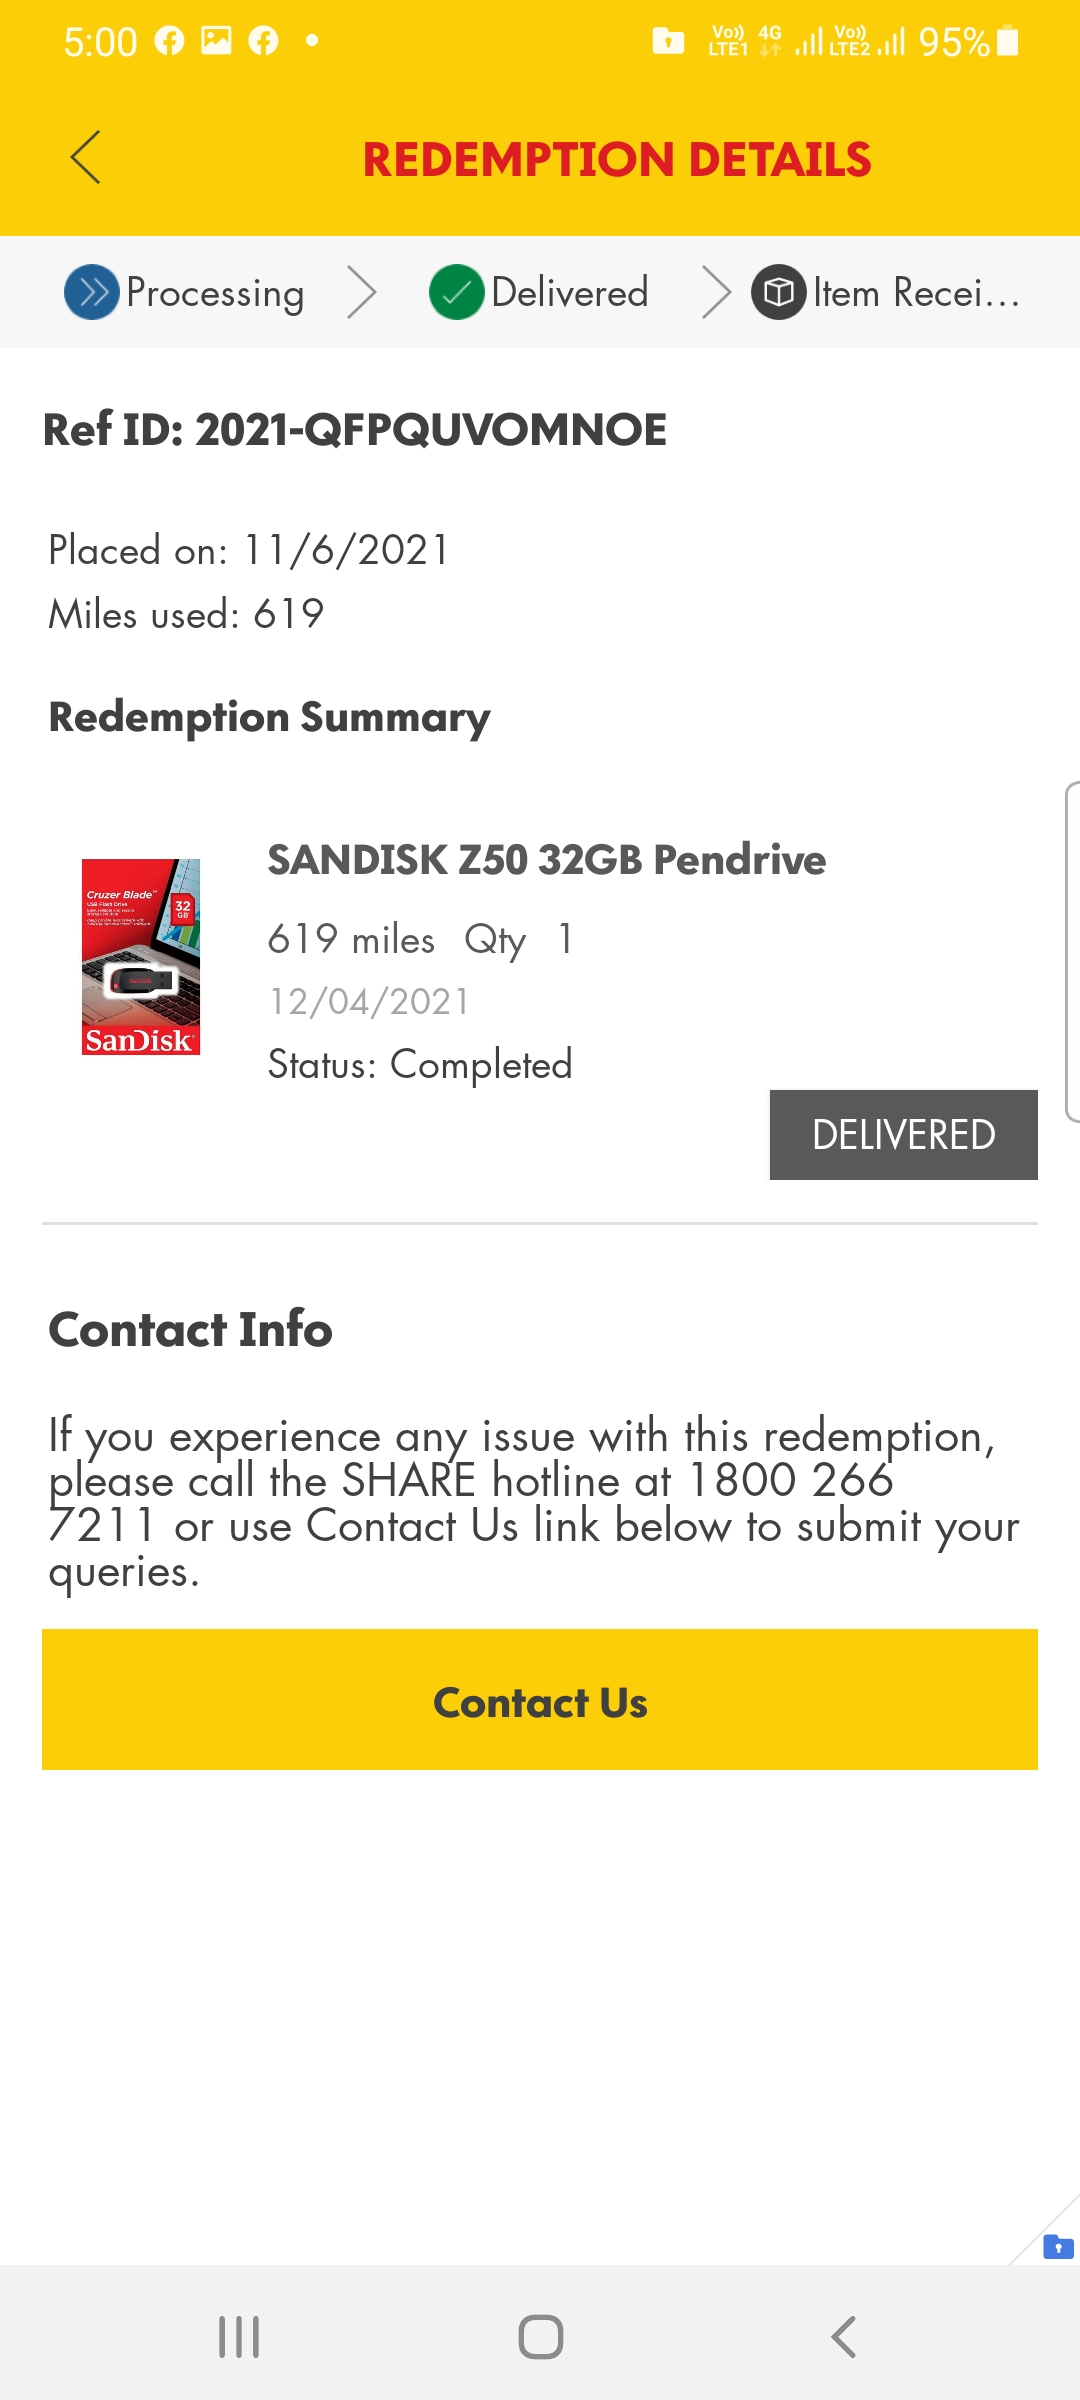 5:00 Vo)) LTE1 4G Vo)) LTE2 95%
REDEMPTION DETAILS
Processing Delivered Item Recei...
Ref ID: 2021-QFPQUVOMNOE
Placed on: 11/6/2021
Miles used: 619
Redemption Summary
SANDISK Z50 32GB Pendrive
619 miles Qty 1
12/04/2021
Status: Completed
Cruzer Blade™
USB Flash Drive
32 GB
SanDisk
DELIVERED
Contact Info
If you experience any issue with this redemption,
please call the SHARE hotline at 1800 266
7211 or use Contact Us link below to submit your
queries.
Contact Us